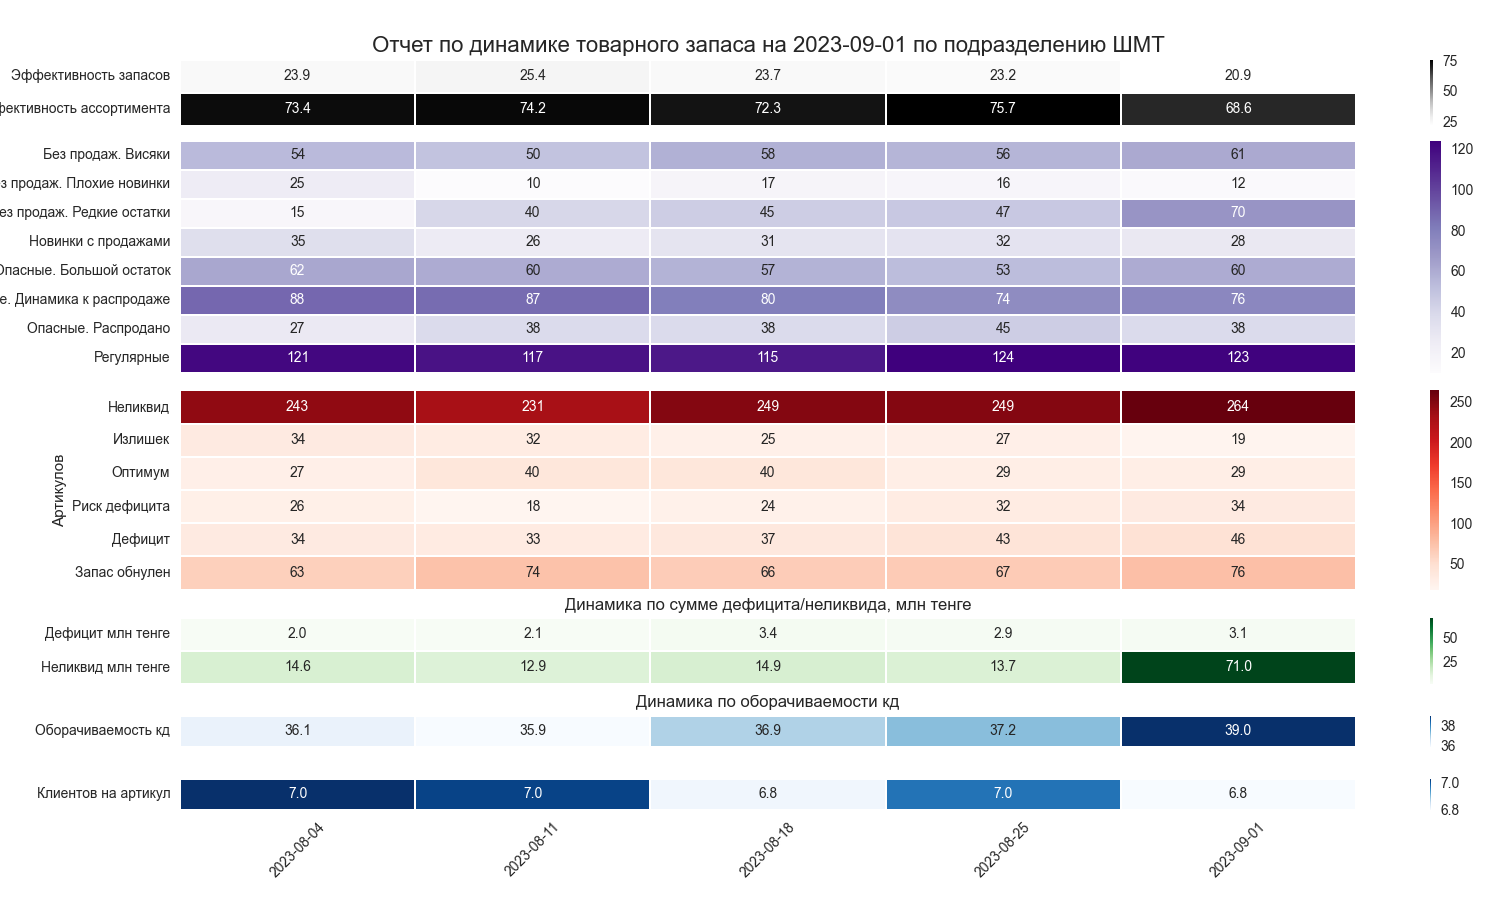 Отчет по динамике товарного запаса на 2023-09-01 по подразделению ШМТ
Эффективность запасов 23.9 25.4 23.7 23.2 20.9
фективность ассортимента 73.4 74.2 72.3 75.7 68.6
75
50
25
Без продаж. Висяки 54 50 58 56 61
з продаж. Плохие новинки 25 10 17 16 12
ез продаж. Редкие остатки 15 40 45 47 70
Новинки с продажами 35 26 31 32 28
Опасные. Большой остаток 62 60 57 53 60
е. Динамика к распродаже 88 87 80 74 76
Опасные. Распродано 27 38 38 45 38
Регулярные 121 117 115 124 123
120
100
80
60
40
20
Артикулов
Неликвид 243 231 249 249 264
Излишек 34 32 25 27 19
Оптимум 27 40 40 29 29
Риск дефицита 26 18 24 32 34
Дефицит 34 33 37 43 46
Запас обнулен 63 74 66 67 76
250
200
150
100
50
Динамика по сумме дефицита/неликвида, млн тенге
Дефицит млн тенге 2.0 2.1 3.4 2.9 3.1
Неликвид млн тенге 14.6 12.9 14.9 13.7 71.0
50
25
Динамика по оборачиваемости кд
Оборачиваемость кд 36.1 35.9 36.9 37.2 39.0
38
36
Клиентов на артикул 7.0 7.0 6.8 7.0 6.8
7.0
6.8
2023-08-04 2023-08-11 2023-08-18 2023-08-25 2023-09-01